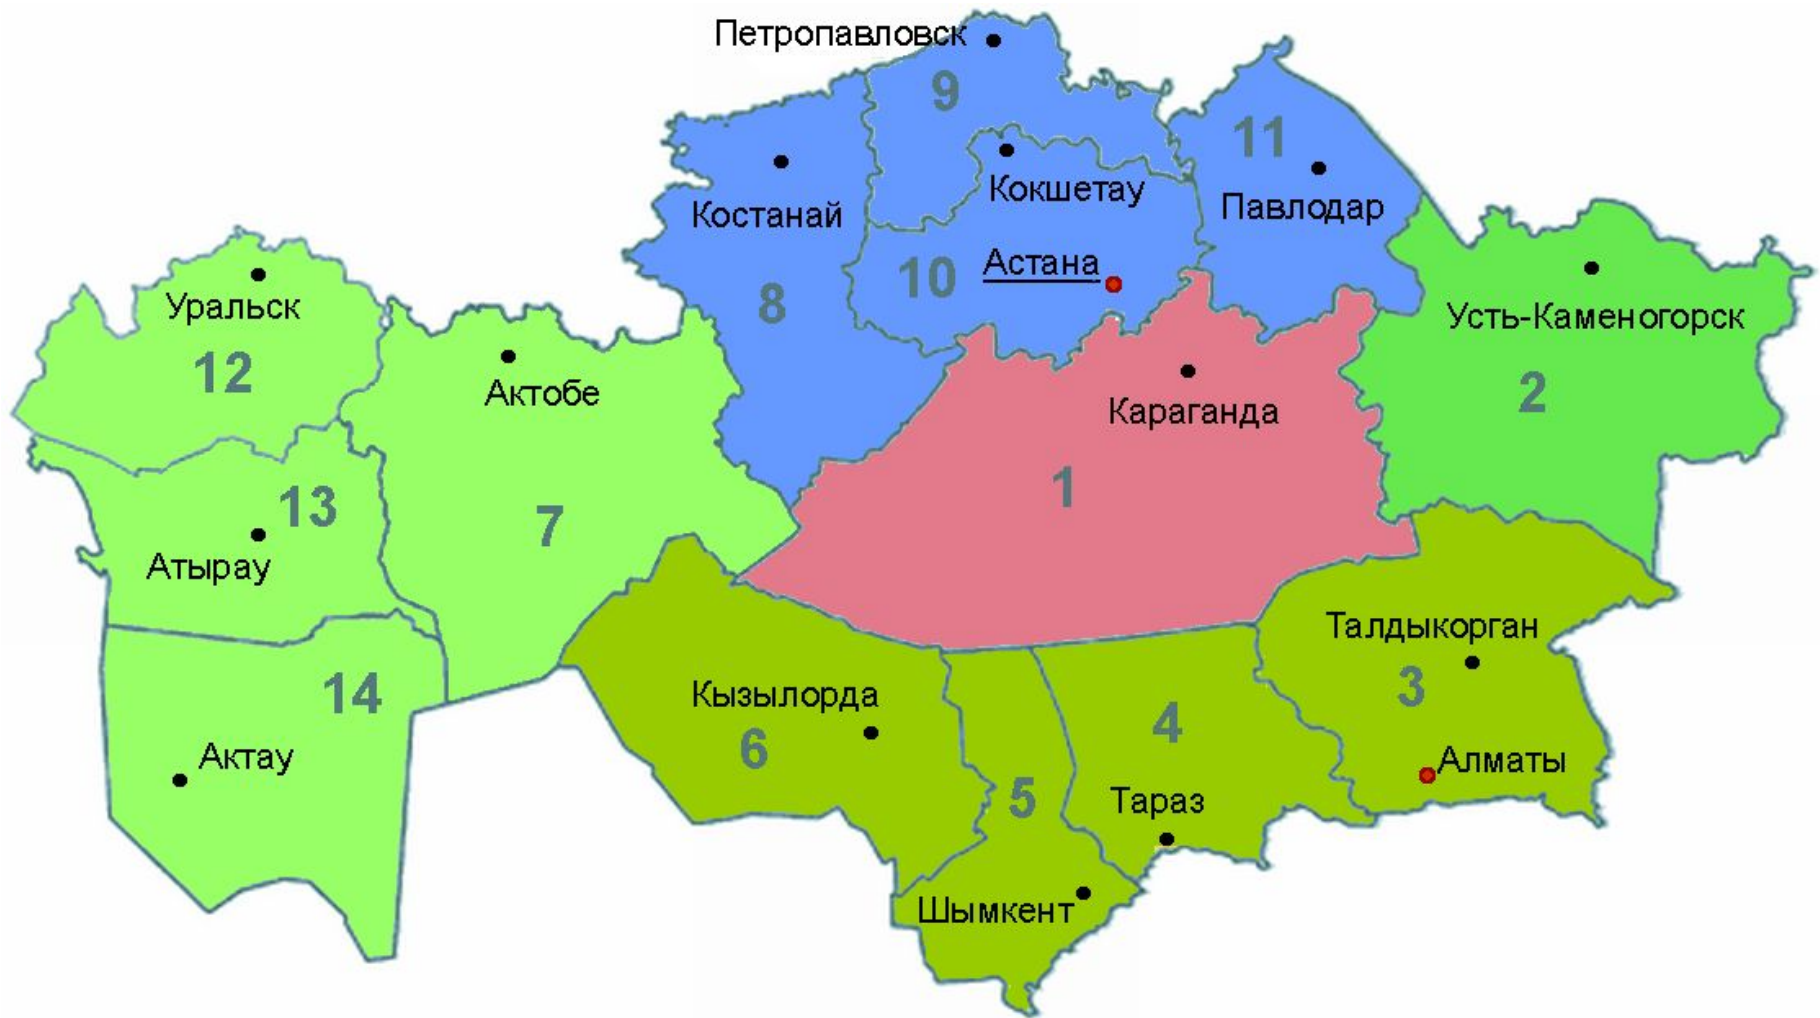 Петропавловск
9
11
Костанай
Кокшетау
Павлодар
8
10
Астана
Уральск
12
Актобе
7
Усть-Каменогорск
2
Караганда
1
13
Атырау
14
Актау
Кызылорда
6
5
Шымкент
4
Тараз
Талдыкорган
3
Алматы